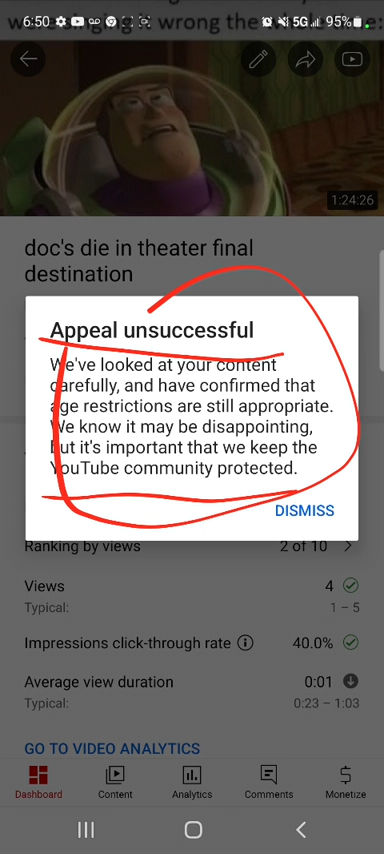 6:50 5G 95%
singing it wrong the
1:24:26
doc's die in theater final
destination
Appeal unsuccessful
We've looked at your content
carefully, and have confirmed that
age restrictions are still appropriate.
We know it may be disappointing,
but it's important that we keep the
YouTube community protected.
DISMISS
Ranking by views 2 of 10
Views 4
Typical: 1 – 5
Impressions click-through rate 40.0%
Average view duration 0:01
Typical: 0:23 – 1:03
GO TO VIDEO ANALYTICS
Dashboard Content Analytics Comments Monetize